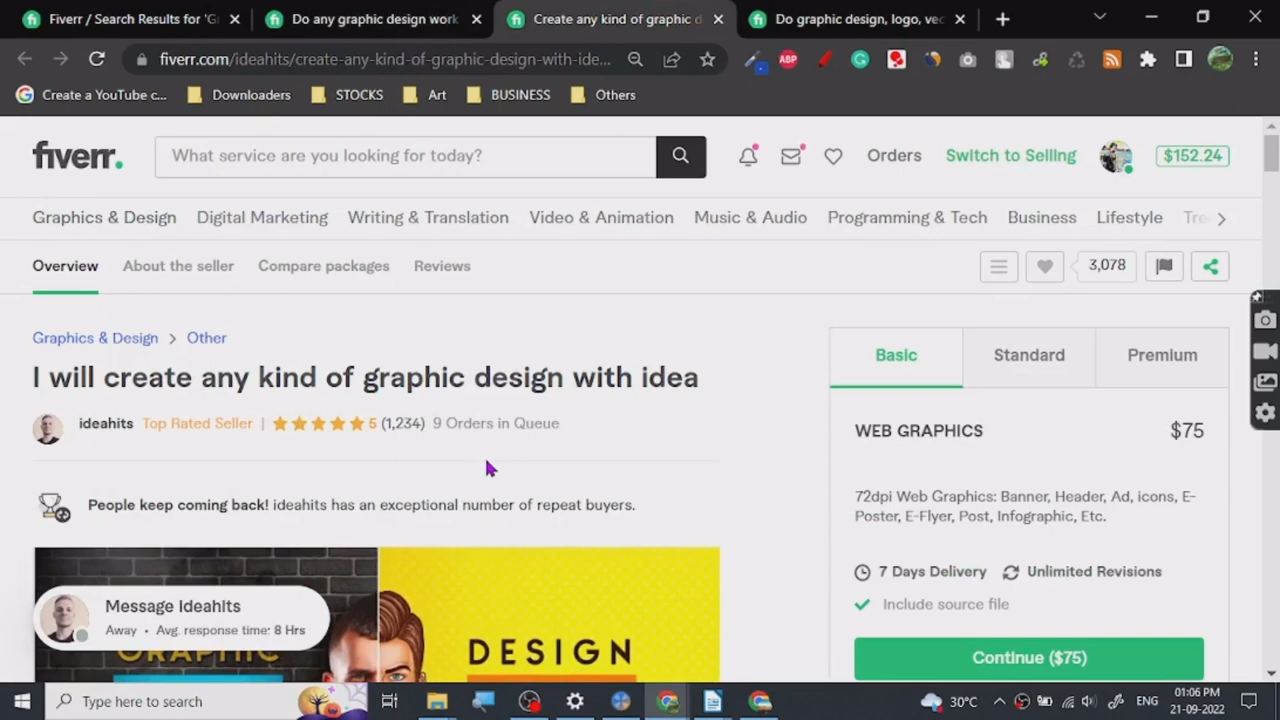 Fiverr / Search Results for 'G
Do any graphic design work
Create any kind of graphic d
Do graphic design, logo, vec
fiverr.com/ideahits/create-any-kind-of-graphic-design-with-ide...
ABP
Create a YouTube c...
Downloaders
STOCKS
Art
BUSINESS
Others
fiverr.
What service are you looking for today?
Orders
Switch to Selling
$152.24
Graphics & Design
Digital Marketing
Writing & Translation
Video & Animation
Music & Audio
Programming & Tech
Business
Lifestyle
Tre
Overview
About the seller
Compare packages
Reviews
3,078
Graphics & Design > Other
I will create any kind of graphic design with idea
ideahits Top Rated Seller | 5 (1,234) 9 Orders in Queue
People keep coming back! ideahits has an exceptional number of repeat buyers.
Basic
Standard
Premium
WEB GRAPHICS $75
72dpi Web Graphics: Banner, Header, Ad, icons, E-
Poster, E-Flyer, Post, Infographic, Etc.
7 Days Delivery Unlimited Revisions
Include source file
Continue ($75)
Message Ideahits
Away • Avg. response time: 8 Hrs
GRAPHIC
DESIGN
Type here to search
30°C
ENG
01:06 PM
21-09-2022